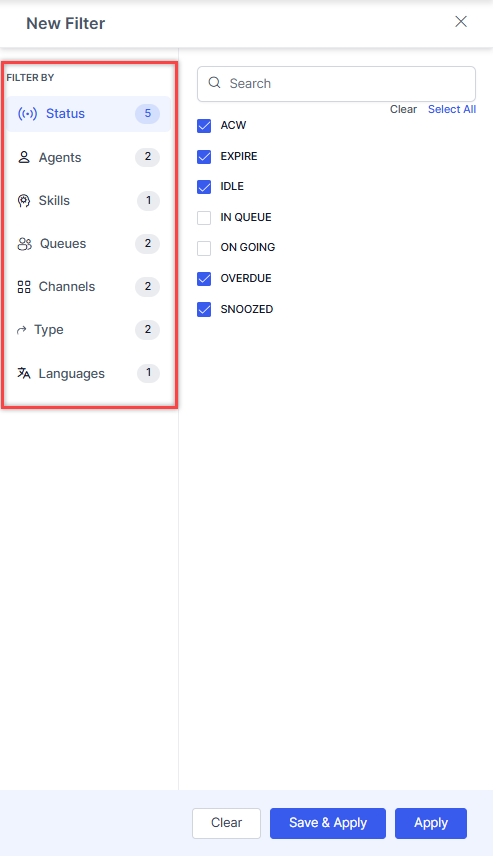 New Filter
FILTER BY
Status 5
Agents 2
Skills 1
Queues 2
Channels 2
Type 2
Languages 1
Search
Clear Select All
ACW
EXPIRE
IDLE
IN QUEUE
ON GOING
OVERDUE
SNOOZED
Clear Save & Apply Apply